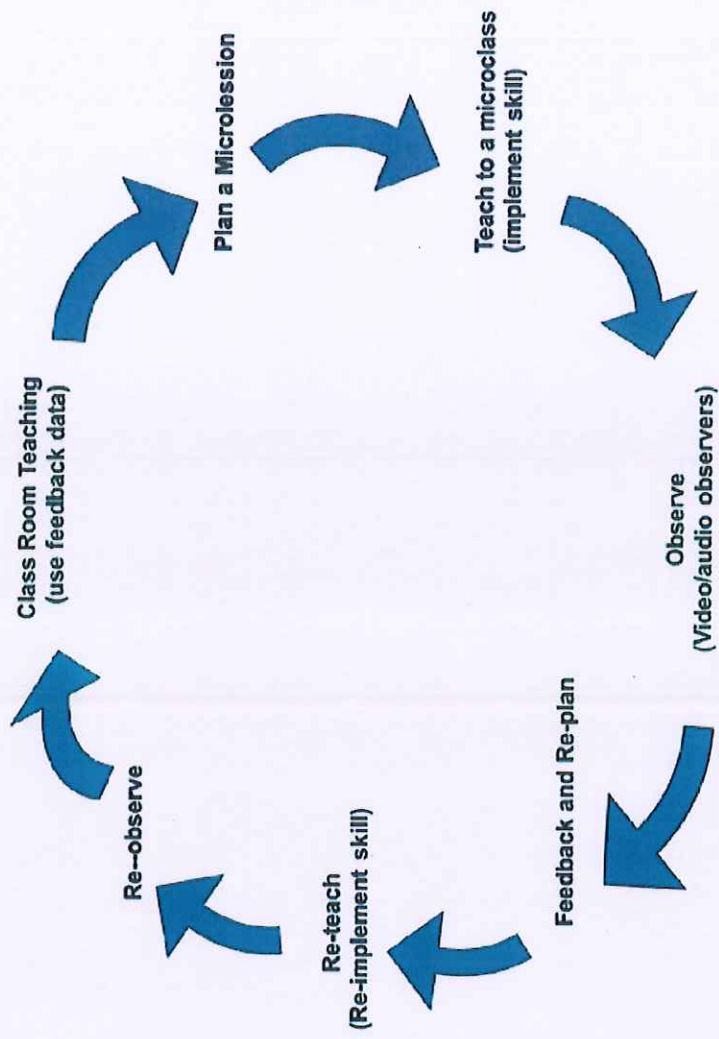 Class Room Teaching
(use feedback data)
Plan a Microlession
Teach to a microclass
(implement skill)
Observe
(Video/audio observers)
Feedback and Re-plan
Re-teach
(Re-implement skill)
Re--observe